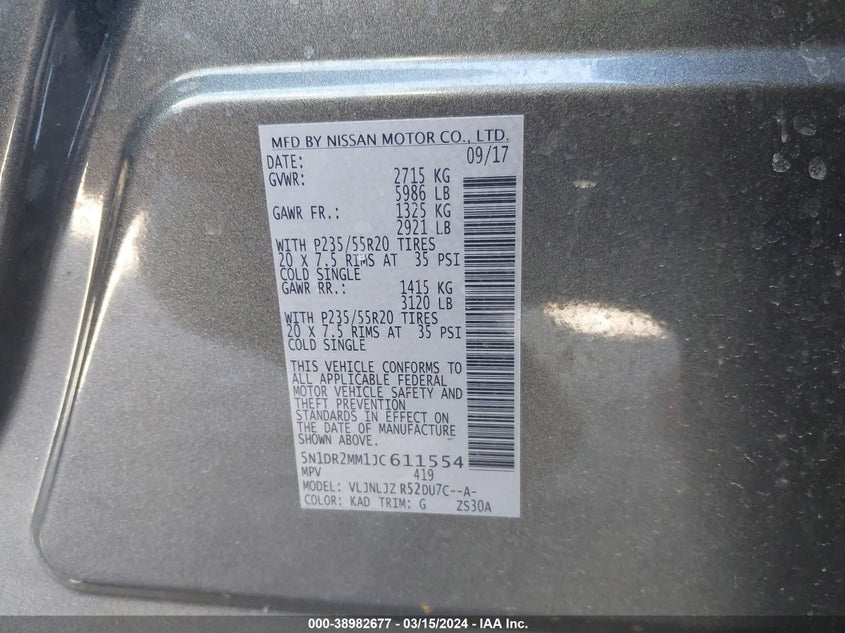 MFD BY NISSAN MOTOR CO., LTD.
DATE: 09/17
GVWR: 2715 KG
5986 LB
GAWR FR.: 1325 KG
2921 LB
WITH P235/55R20 TIRES
20 X 7.5 RIMS AT 35 PSI
COLD SINGLE
GAWR RR.: 1415 KG
3120 LB
WITH P235/55R20 TIRES
20 X 7.5 RIMS AT 35 PSI
COLD SINGLE
THIS VEHICLE CONFORMS TO
ALL APPLICABLE FEDERAL
MOTOR VEHICLE SAFETY AND
THEFT PREVENTION
STANDARDS IN EFFECT ON
THE DATE OF MANUFACTURE
SHOWN ABOVE.
5N1DR2MM1JC611554
MPV 419
MODEL: VLJNLJZ R52DU7C--A-
COLOR: KAD TRIM: G ZS30A
000-38982677 - 03/15/2024 - IAA Inc.